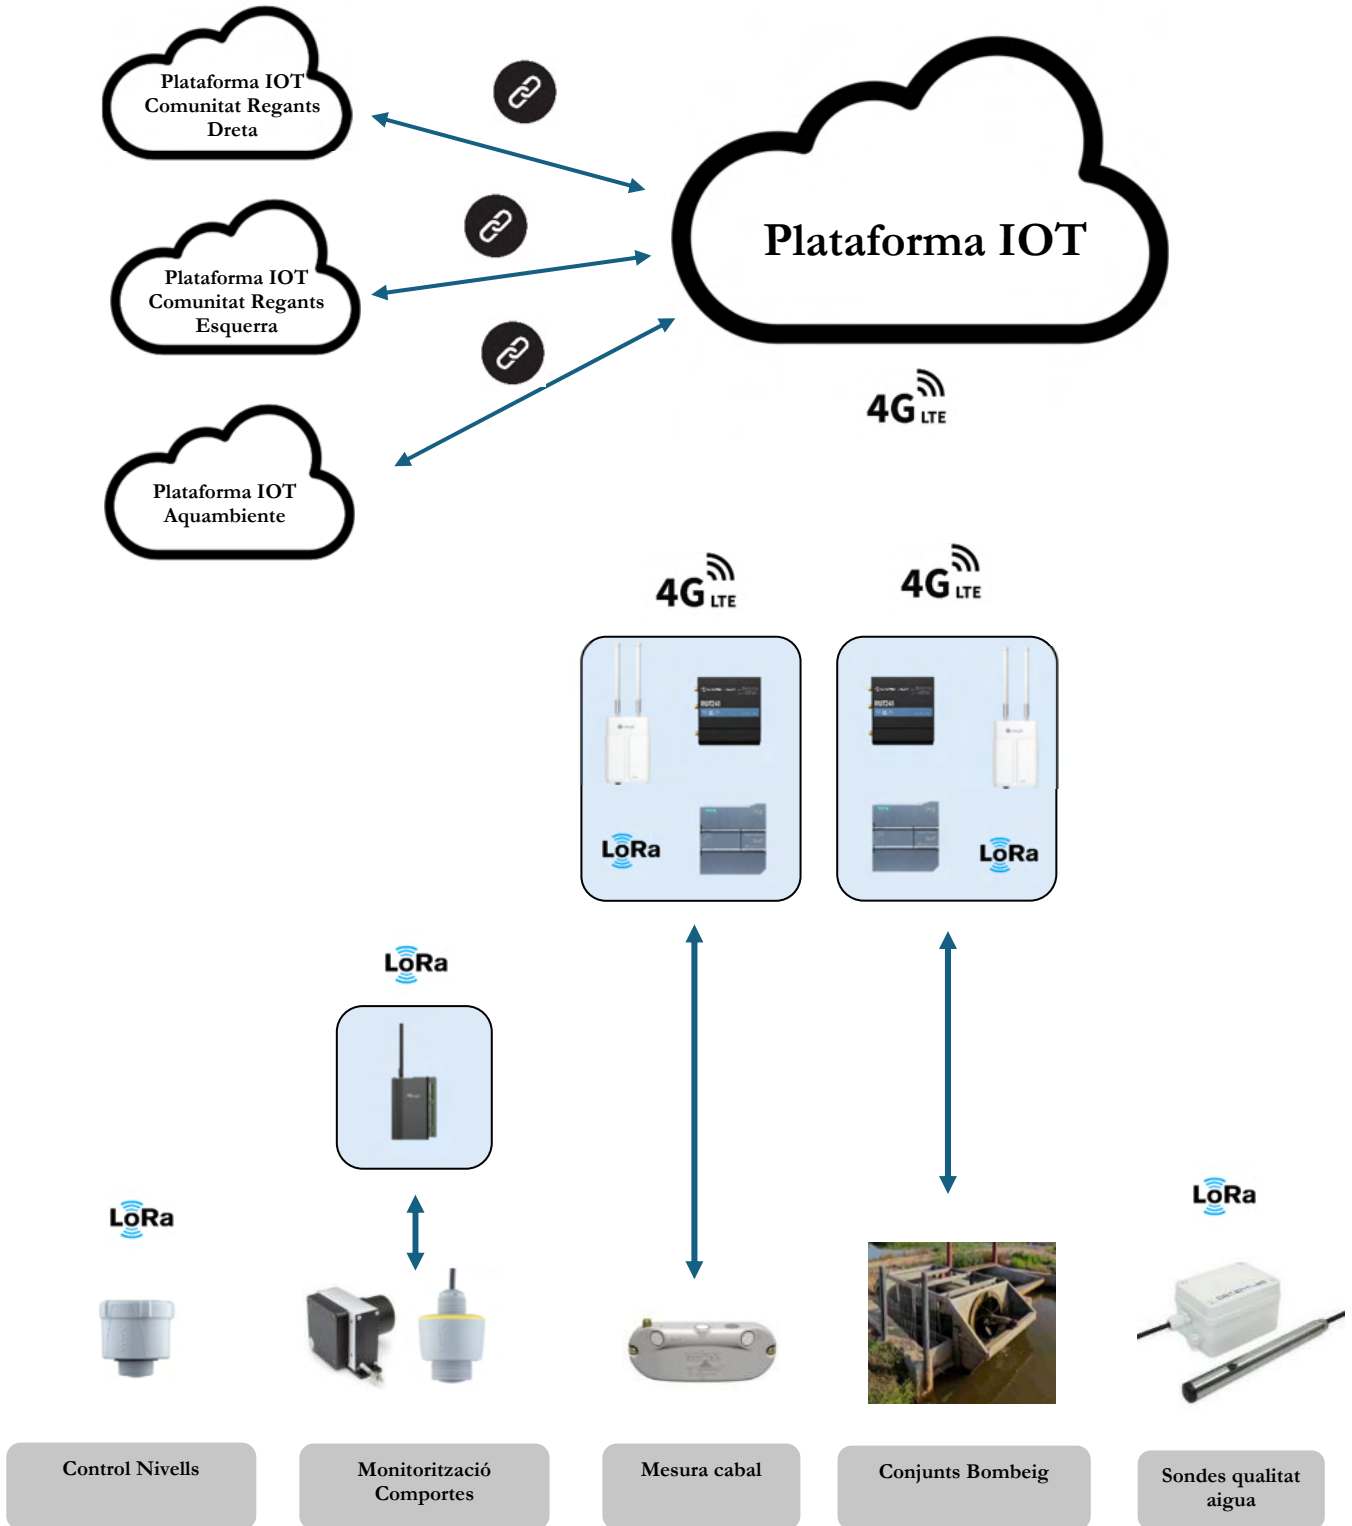 Plataforma IOT
Comunitat Regants
Dreta
Plataforma IOT
Plataforma IOT
Comunitat Regants
Esquerra
4G LTE
Plataforma IOT
Aquambiente
4G LTE
4G LTE
RUT241
LoRa
LoRa
LoRa
LoRa
LoRa
Control Nivells
Monitorització
Comportes
Mesura cabal
Conjunts Bombeig
Sondes qualitat
aigua